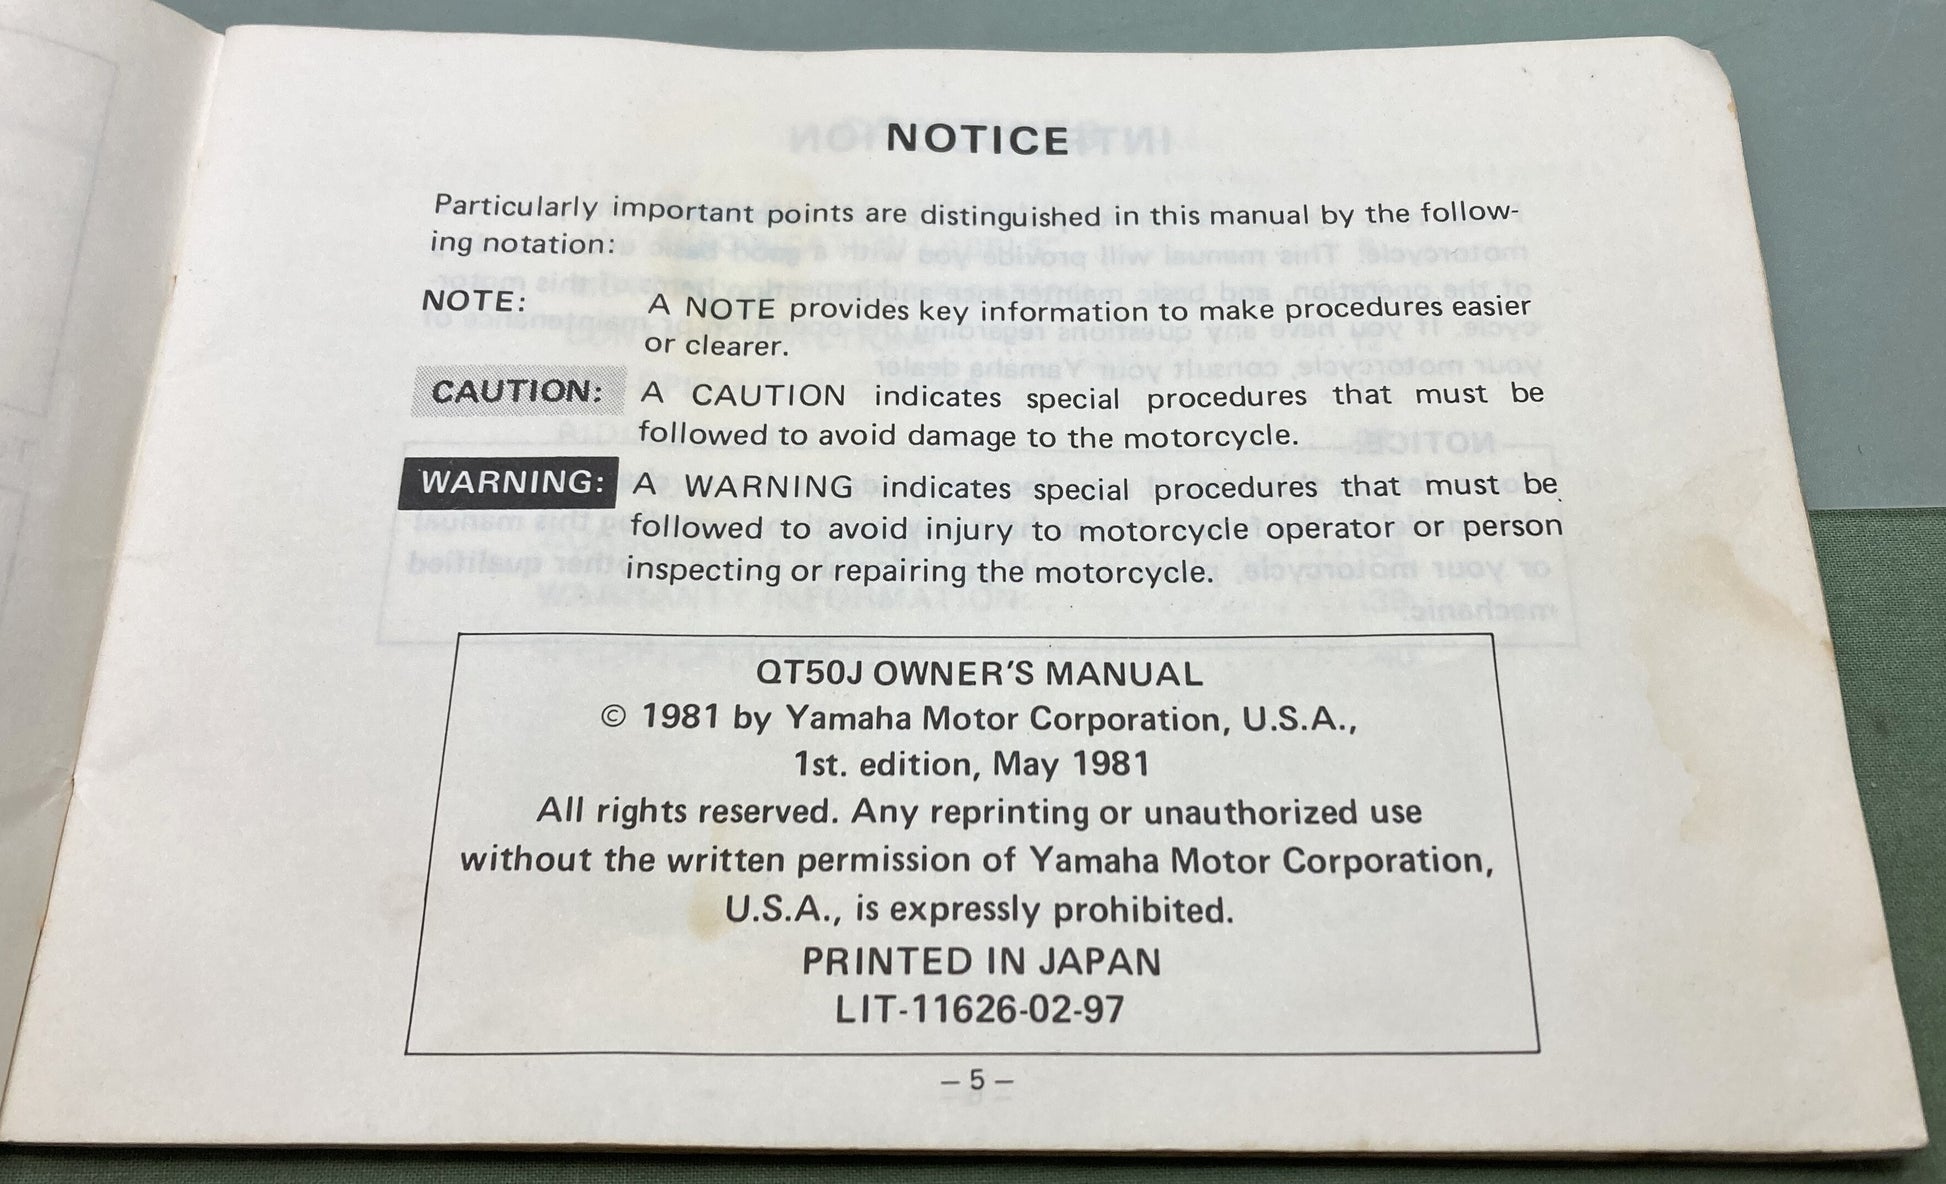 NOTICE
Particularly important points are distinguished in this manual by the follow-
ing notation:
NOTE: A NOTE provides key information to make procedures easier
or clearer.
CAUTION: A CAUTION indicates special procedures that must be
followed to avoid damage to the motorcycle.
WARNING: A WARNING indicates special procedures that must be
followed to avoid injury to motorcycle operator or person
inspecting or repairing the motorcycle.
QT50J OWNER'S MANUAL
© 1981 by Yamaha Motor Corporation, U.S.A.,
1st. edition, May 1981
All rights reserved. Any reprinting or unauthorized use
without the written permission of Yamaha Motor Corporation,
U.S.A., is expressly prohibited.
PRINTED IN JAPAN
LIT-11626-02-97
– 5 –